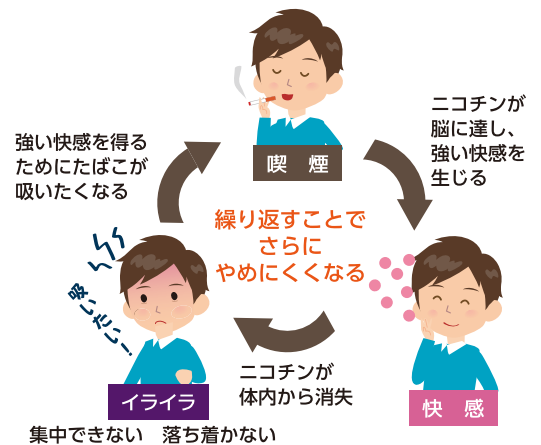 喫　煙
ニコチンが
脳に達し、
強い快感を
生じる
快　感
ニコチンが
体内から消失
吸いたいー！
イライラ
集中できない　落ち着かない
強い快感を得る
ためにたばこが
吸いたくなる
繰り返すことで
さらに
やめにくくなる